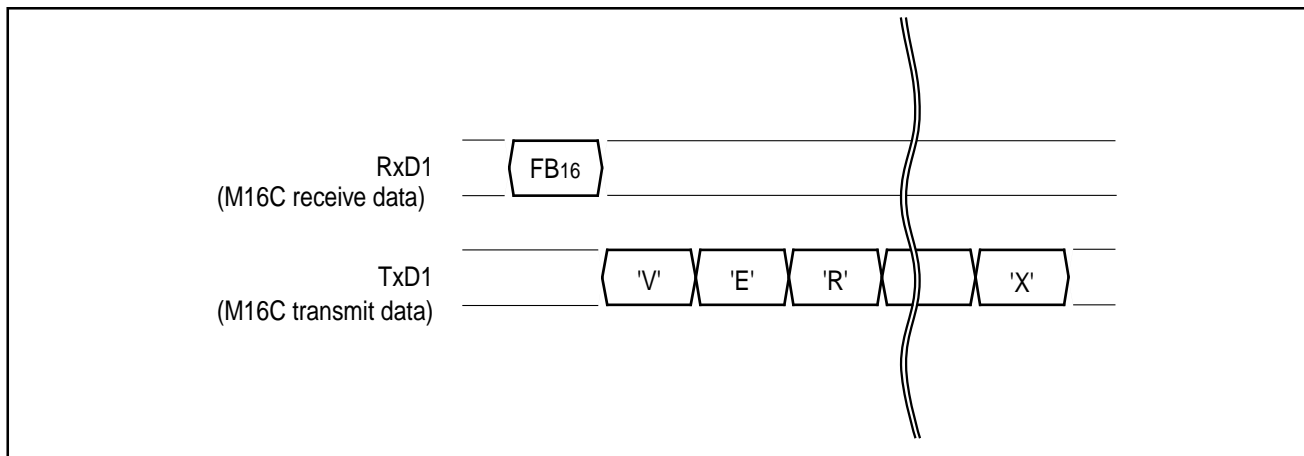 RxD1
(M16C receive data)
FB16
TxD1
(M16C transmit data)
'V' 'E' 'R' 'X'